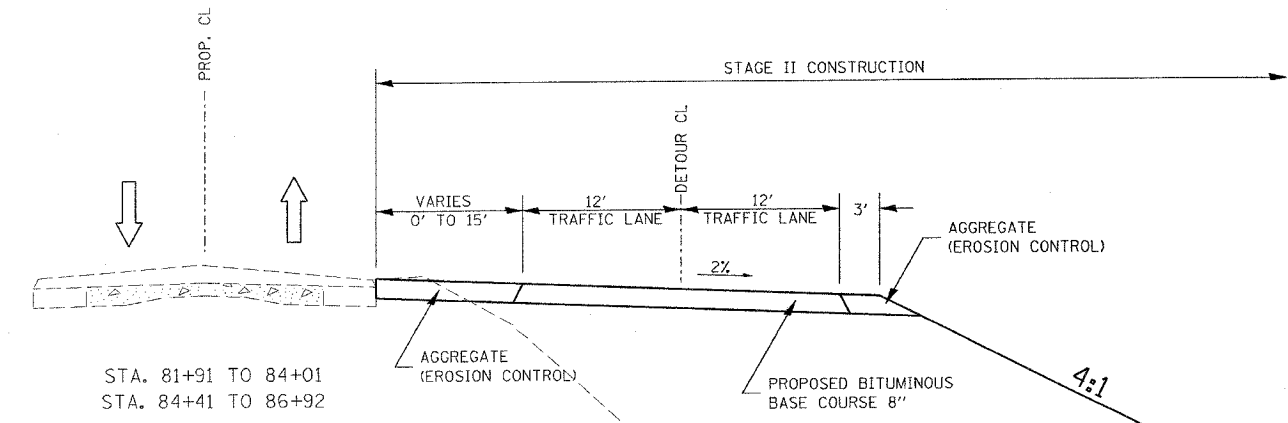 PROP. CL
STAGE II CONSTRUCTION
DETOUR CL
VARIES
0' TO 15'
12'
TRAFFIC LANE
12'
TRAFFIC LANE
3'
AGGREGATE
(EROSION CONTROL)
2%
AGGREGATE
(EROSION CONTROL)
PROPOSED BITUMINOUS
BASE COURSE 8"
4:1
STA. 81+91 TO 84+01
STA. 84+41 TO 86+92